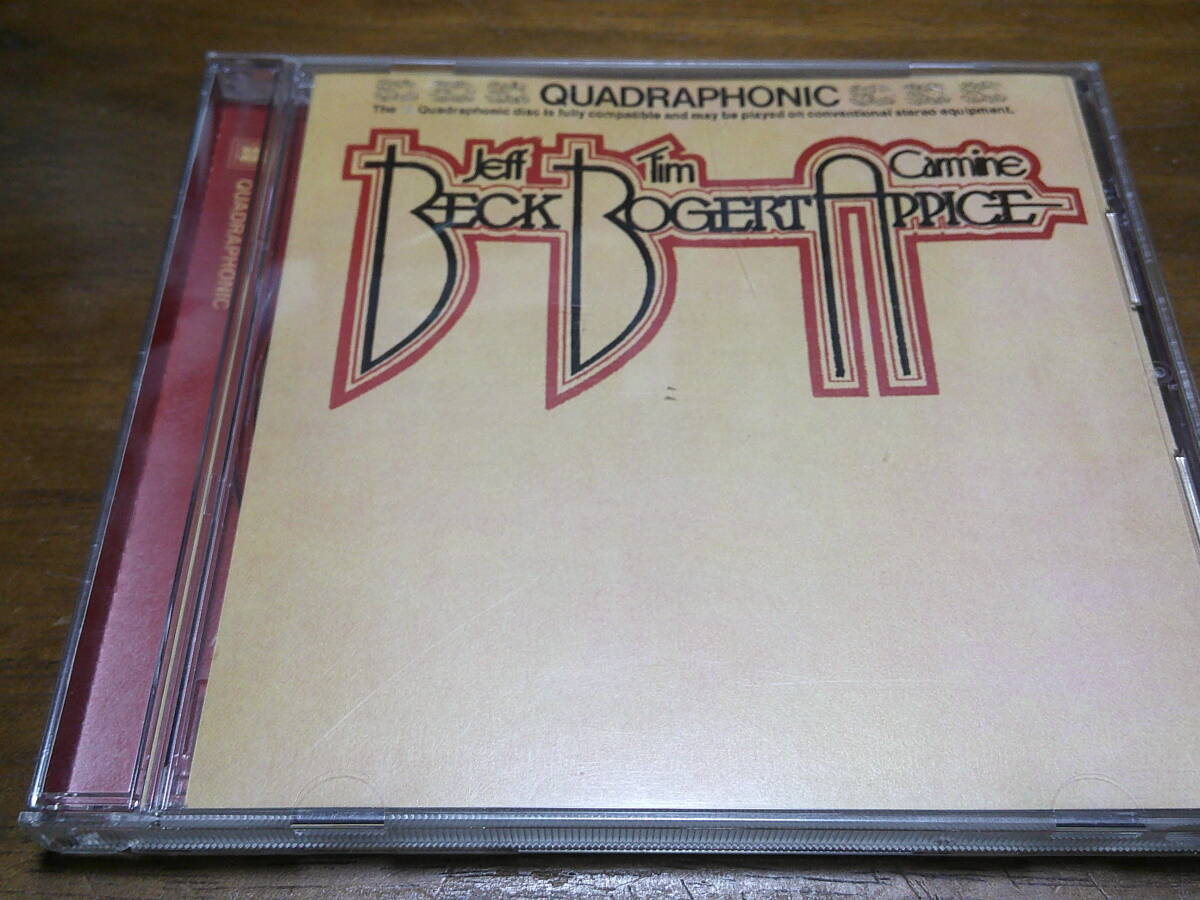 QUADRAPHONIC
The Quadraphonic disc is fully compatible and may be played on conventional stereo equipment.
Jeff Tim Carmine
BECK BOGERT APPICE
QUADRAPHONIC